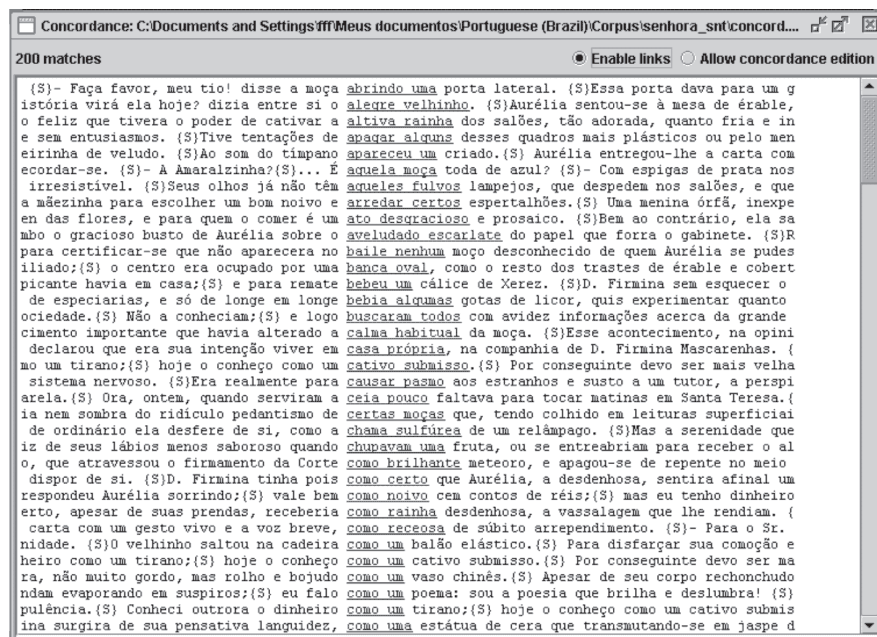 Concordance: C:\Documents and Settings\fff\Meus documentos\Portuguese (Brazil)\Corpus\senhora_snt\concord....
200 matches Enable links Allow concordance edition
{S}- Faça favor, meu tio! disse a moça abrindo uma porta lateral. {S}Essa porta dava para um g
istória virá ela hoje? dizia entre si o alegre velhinho. {S}Aurélia sentou-se à mesa de érable,
o feliz que tivera o poder de cativar a altiva rainha dos salões, tão adorada, quanto fria e in
e sem entusiasmos. {S}Tive tentações de apagar alguns desses quadros mais plásticos ou pelo men
eirinha de veludo. {S}Ao som do tímpano apareceu um criado.{S} Aurélia entregou-lhe a carta com
ecordar-se. {S}- A Amaralzinha?{S}... É aquela moça toda de azul? {S}- Com espigas de prata nos
irresistível. {S}Seus olhos já não têm aqueles fulvos lampejos, que despedem nos salões, e que
a mãezinha para escolher um bom noivo e arredar certos espertalhões.{S} Uma menina órfã, inexpe
en das flores, e para quem o comer é um ato desgracioso e prosaico. {S}Bem ao contrário, ela sa
mbo o gracioso busto de Aurélia sobre o aveludado escarlate do papel que forra o gabinete. {S}R
para certificar-se que não aparecera no baile nenhum moço desconhecido de quem Aurélia se pudes
iliado;{S} o centro era ocupado por uma banca oval, como o resto dos trastes de érable e cobert
picante havia em casa;{S} e para remate bebeu um cálice de Xerez. {S}D. Firmina sem esquecer o
de especiarias, e só de longe em longe bebia algumas gotas de licor, quis experimentar quanto
ociedade.{S} Não a conheciam;{S} e logo buscaram todos com avidez informações acerca da grande
cimento importante que havia alterado a calma habitual da moça. {S}Esse acontecimento, na opini
declarou que era sua intenção viver em casa própria, na companhia de D. Firmina Mascarenhas. {
mo um tirano;{S} hoje o conheço como um cativo submisso.{S} Por conseguinte devo ser mais velha
sistema nervoso. {S}Era realmente para causar pasmo aos estranhos e susto a um tutor, a perspi
arela.{S} Ora, ontem, quando serviram a ceia pouco faltava para tocar matinas em Santa Teresa.{
ia nem sombra do ridículo pedantismo de certas moças que, tendo colhido em leituras superficiai
de ordinário ela desfere de si, como a chama sulfúrea de um relâmpago. {S}Mas a serenidade que
iz de seus lábios menos saboroso quando chupavam uma fruta, ou se entreabriam para receber o al
o, que atravessou o firmamento da Corte como brilhante meteoro, e apagou-se de repente no meio
dispor de si. {S}D. Firmina tinha pois como certo que Aurélia, a desdenhosa, sentira afinal um
respondeu Aurélia sorrindo;{S} vale bem como noivo cem contos de réis;{S} mas eu tenho dinheiro
erto, apesar de suas prendas, receberia como rainha desdenhosa, a vassalagem que lhe rendiam. {
carta com um gesto vivo e a voz breve, como receosa de súbito arrependimento. {S}- Para o Sr.
nidade. {S}O velhinho saltou na cadeira como um balão elástico.{S} Para disfarçar sua comoção e
heiro como um tirano;{S} hoje o conheço como um cativo submisso.{S} Por conseguinte devo ser ma
ra, não muito gordo, mas rolho e bojudo como um vaso chinês.{S} Apesar de seu corpo rechonchudo
ndam evaporando em suspiros;{S} eu falo como um poema: sou a poesia que brilha e deslumbra! {S}
pulência.{S} Conheci outrora o dinheiro como um tirano;{S} hoje o conheço como um cativo submis
ina surgira de sua pensativa languidez, como uma estátua de cera que transmutando-se em jaspe d